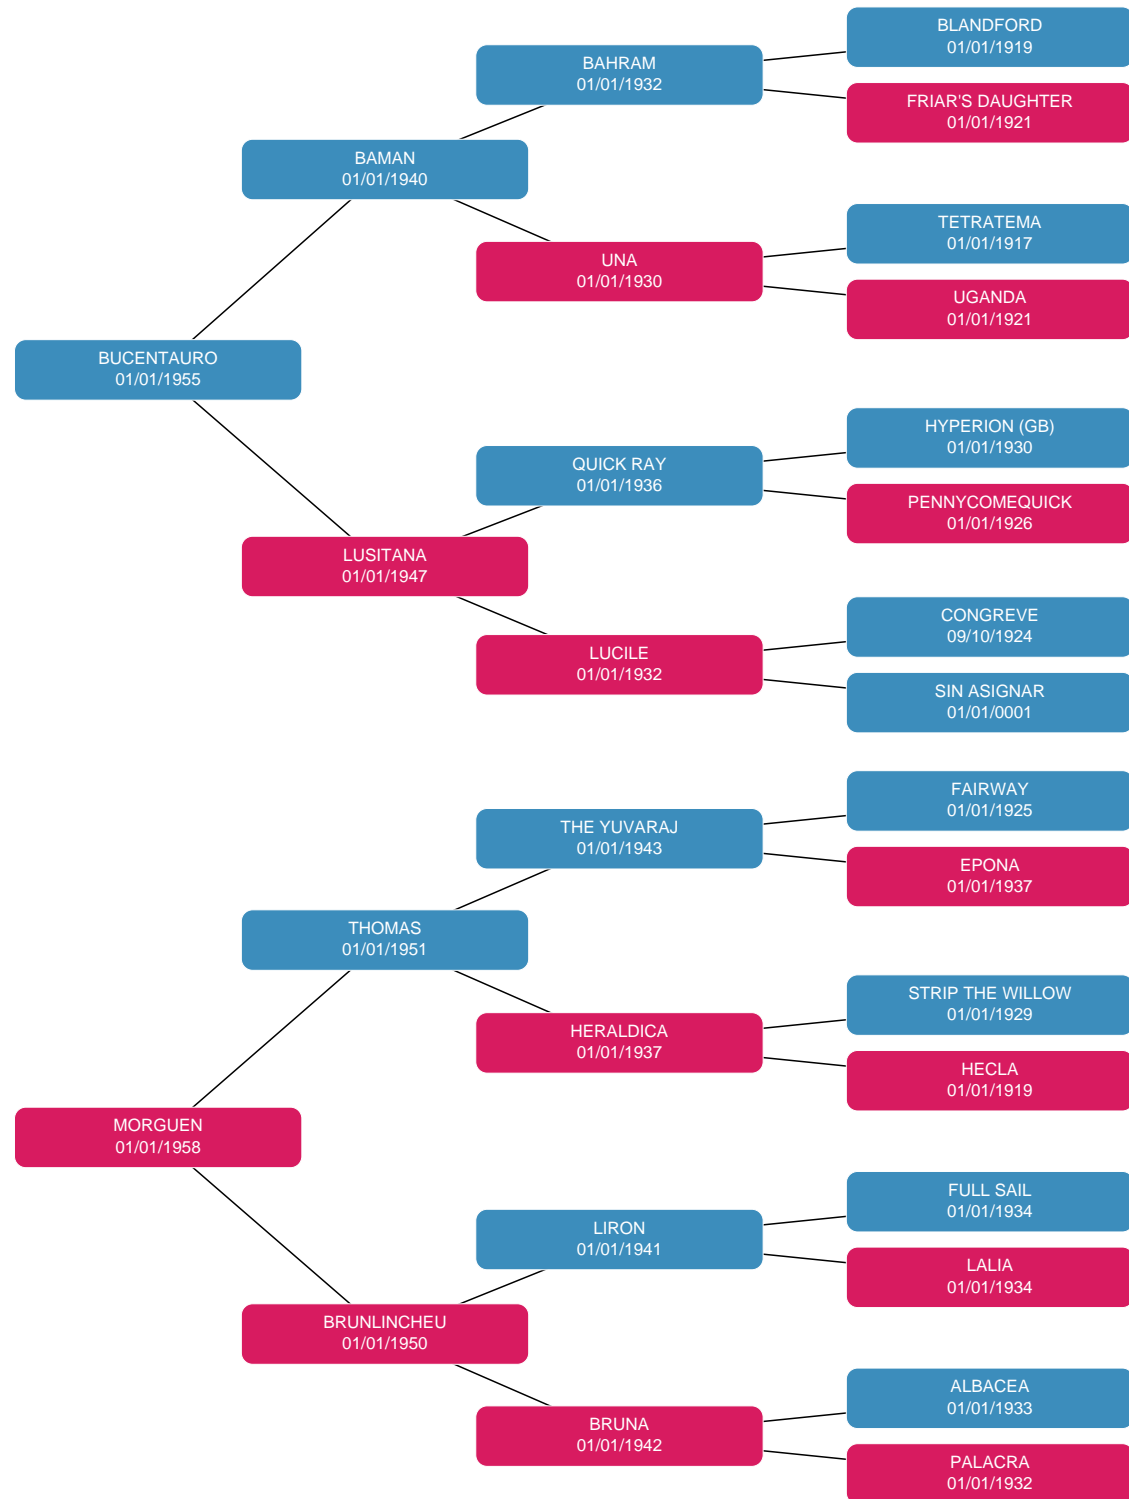 BLANDFORD
01/01/1919
BAHRAM
01/01/1932
FRIAR'S DAUGHTER
01/01/1921
BAMAN
01/01/1940
TETRATEMA
01/01/1917
UNA
01/01/1930
UGANDA
01/01/1921
BUCENTAURO
01/01/1955
HYPERION (GB)
01/01/1930
QUICK RAY
01/01/1936
PENNYCOMEQUICK
01/01/1926
LUSITANA
01/01/1947
CONGREVE
09/10/1924
LUCILE
01/01/1932
SIN ASIGNAR
01/01/0001
FAIRWAY
01/01/1925
THE YUVARAJ
01/01/1943
EPONA
01/01/1937
THOMAS
01/01/1951
STRIP THE WILLOW
01/01/1929
HERALDICA
01/01/1937
HECLA
01/01/1919
MORGUEN
01/01/1958
FULL SAIL
01/01/1934
LIRON
01/01/1941
LALIA
01/01/1934
BRUNLINCHEU
01/01/1950
ALBACEA
01/01/1933
BRUNA
01/01/1942
PALACRA
01/01/1932